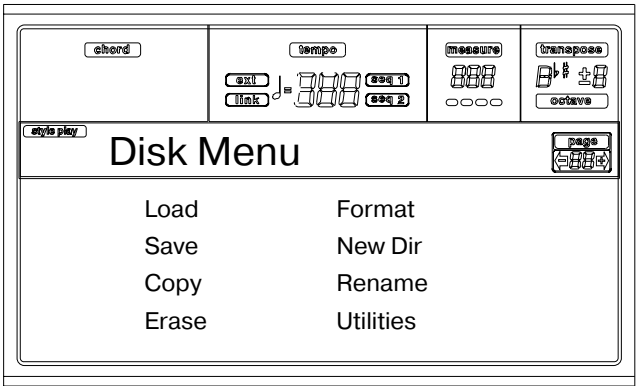 chord
tempo
measure
transpose
ext
seq 1
link
seq 2
octave
style play
Disk Menu
page
Load
Format
Save
New Dir
Copy
Rename
Erase
Utilities